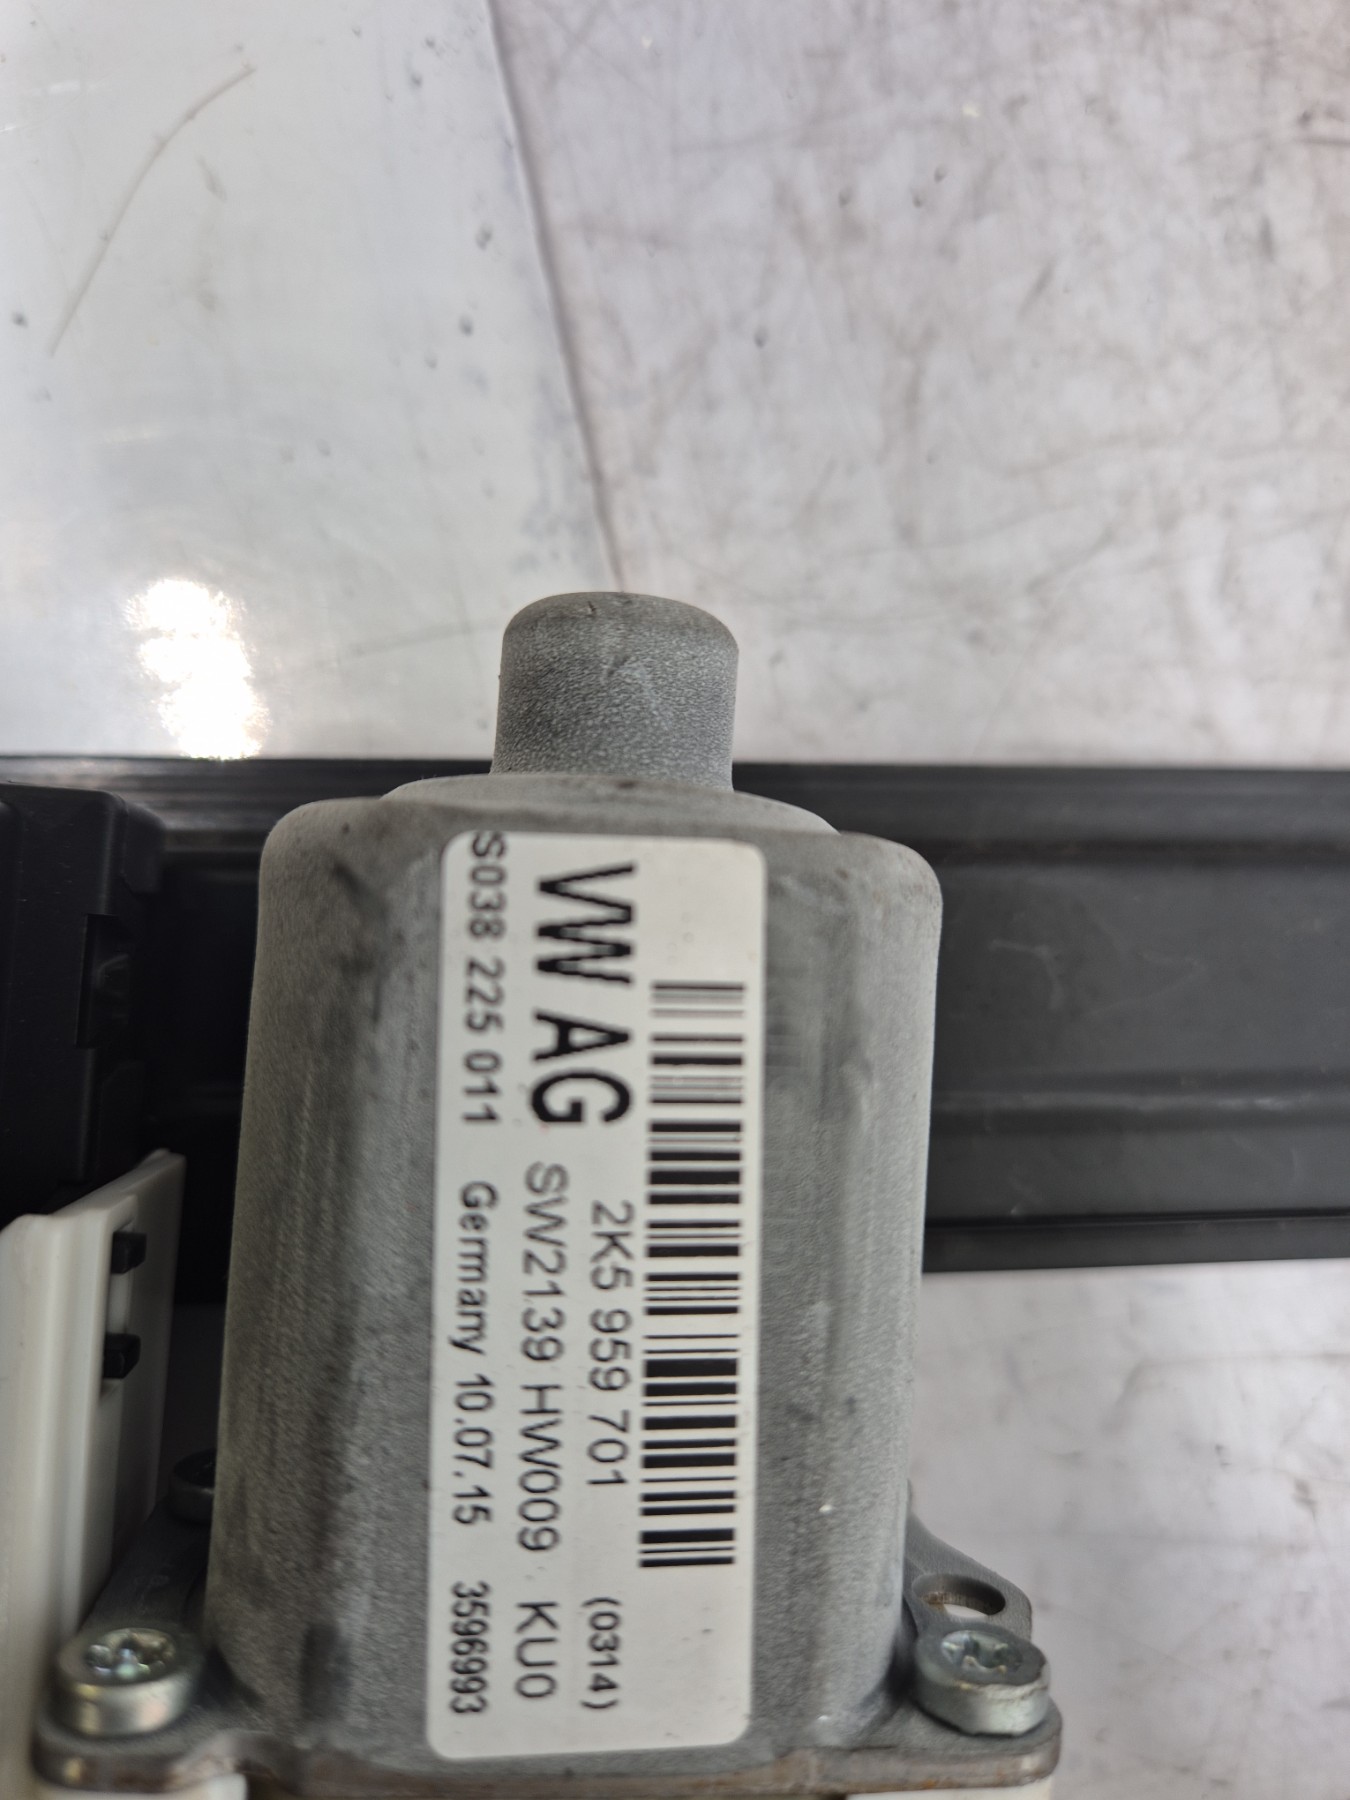 VW AG 2K5 959 701 (0314)
SW2139 HW009 KU0
S038 225 011 Germany 10.07.15 3596993